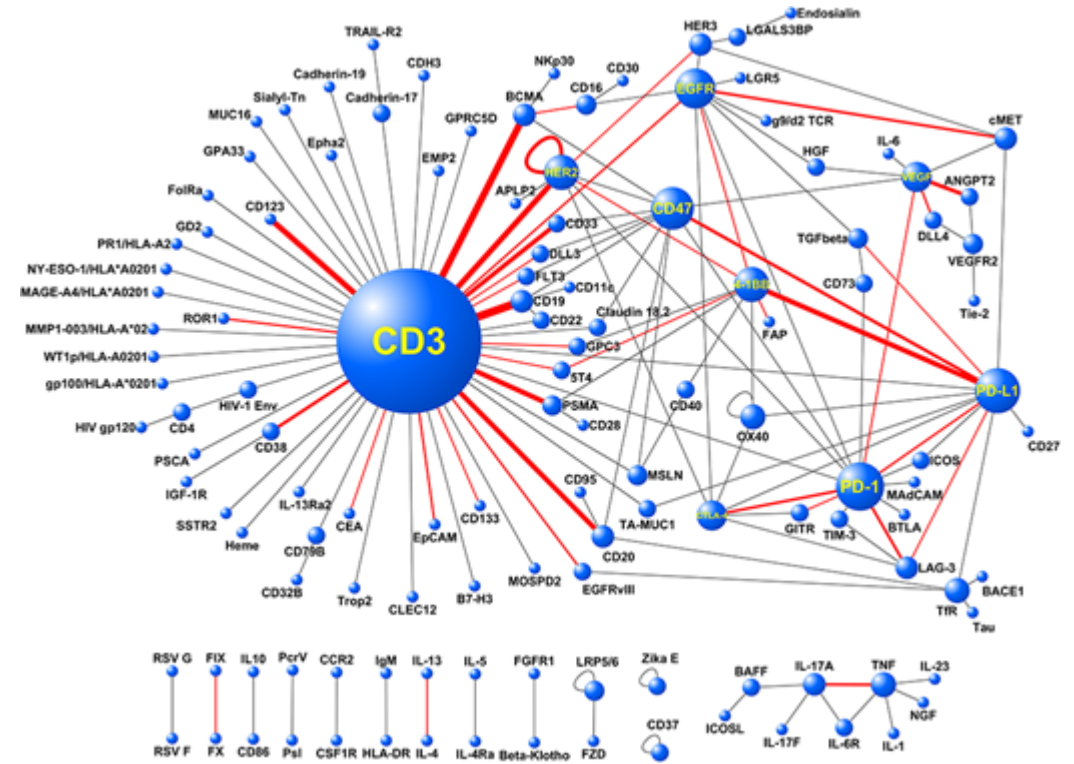 Endosialin
HER3
LGALS3BP
TRAIL-R2
NKp30
CD30
CDH3
Cadherin-19
CD16
EGFR
LGR5
BCMA
Sialyl-Tn
Cadherin-17
MUC16
GPRC5D
g9/d2 TCR
cMET
Epha2
IL-6
HGF
GPA33
EMP2
HER2
VEGF
ANGPT2
FolRa
APLP2
CD123
CD47
CD33
GD2
DLL4
TGFbeta
PR1/HLA-A2
DLL3
VEGFR2
NY-ESO-1/HLA*A0201
FLT3
CD11c
4-1BB
CD73
MAGE-A4/HLA*A0201
CD19
Claudin 18.2
Tie-2
ROR1
CD22
MMP1-003/HLA-A*02
FAP
CD3
GPC3
WT1p/HLA-A0201
5T4
gp100/HLA-A*0201
PD-L1
HIV-1 Env
PSMA
CD40
HIV gp120
CD4
CD28
OX40
CD38
CD27
PSCA
ICOS
CD95
MSLN
IGF-1R
PD-1
MAdCAM
IL-13Ra2
CD133
SSTR2
CEA
TA-MUC1
CTLA-4
GITR
TIM-3
BTLA
EpCAM
Heme
CD79B
CD20
LAG-3
MOSPD2
EGFRvIII
CD32B
Trop2
CLEC12
B7-H3
BACE1
TfR
Tau
RSV G
FIX
IL10
PcrV
CCR2
IgM
IL-13
IL-5
FGFR1
LRP5/6
Zika E
BAFF
IL-17A
TNF
IL-23
NGF
CD37
ICOSL
IL-17F
IL-6R
IL-1
RSV F
FX
CD86
Psl
CSF1R
HLA-DR
IL-4
IL-4Ra
Beta-Klotho
FZD